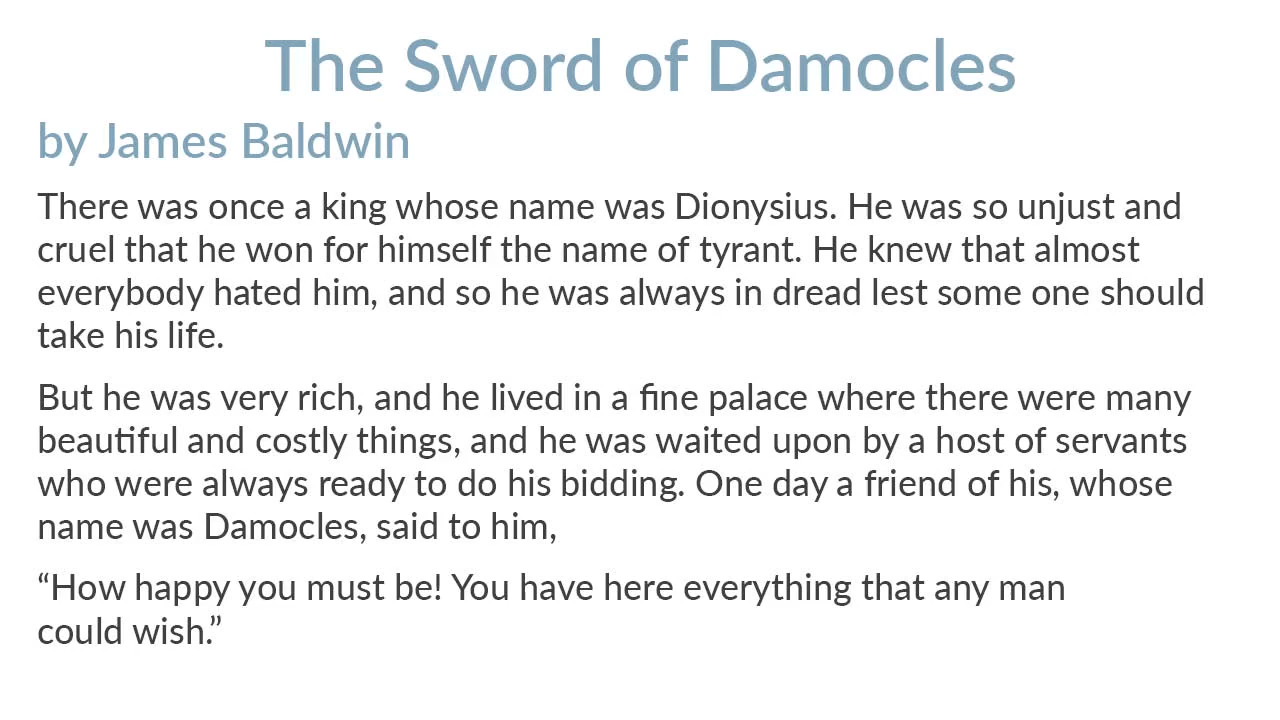 The Sword of Damocles
by James Baldwin
There was once a king whose name was Dionysius. He was so unjust and
cruel that he won for himself the name of tyrant. He knew that almost
everybody hated him, and so he was always in dread lest some one should
take his life.
But he was very rich, and he lived in a fine palace where there were many
beautiful and costly things, and he was waited upon by a host of servants
who were always ready to do his bidding. One day a friend of his, whose
name was Damocles, said to him,
“How happy you must be! You have here everything that any man
could wish.”